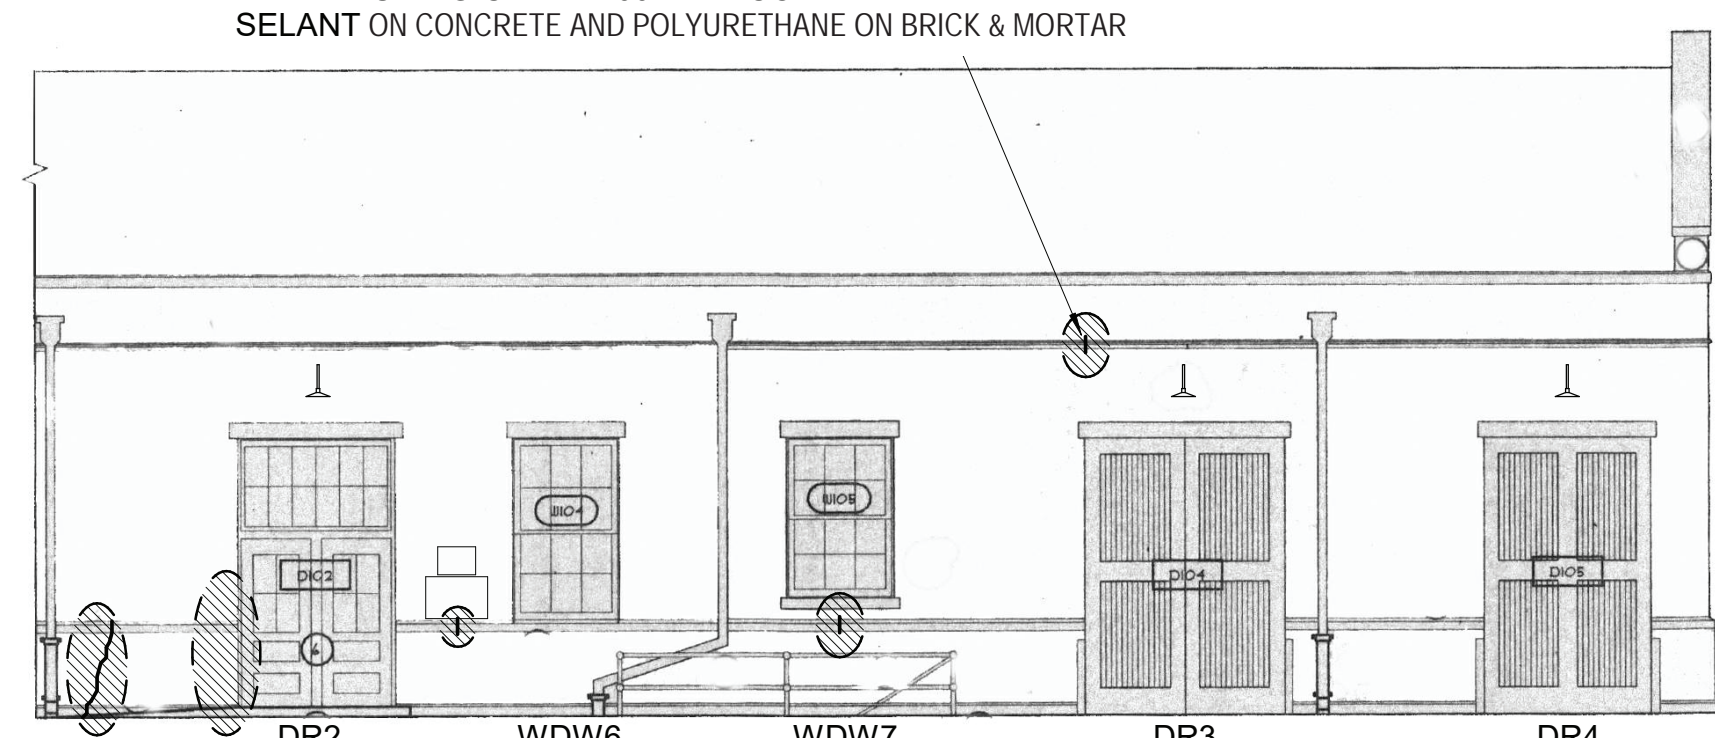 SELANT ON CONCRETE AND POLYURETHANE ON BRICK & MORTAR
W104
W105
D102
D104
D105
6
DR2
WDW6
WDW7
DR3
DR4